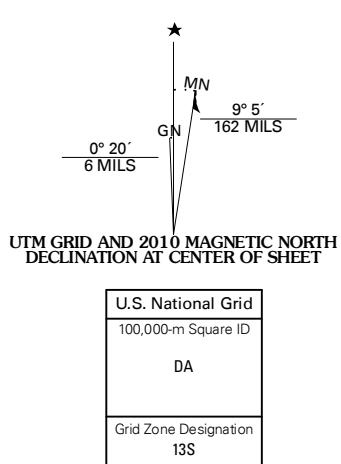 MN
9° 5´
162 MILS
GN
0° 20´
6 MILS
UTM GRID AND 2010 MAGNETIC NORTH
DECLINATION AT CENTER OF SHEET
U.S. National Grid
100,000-m Square ID
DA
Grid Zone Designation
13S